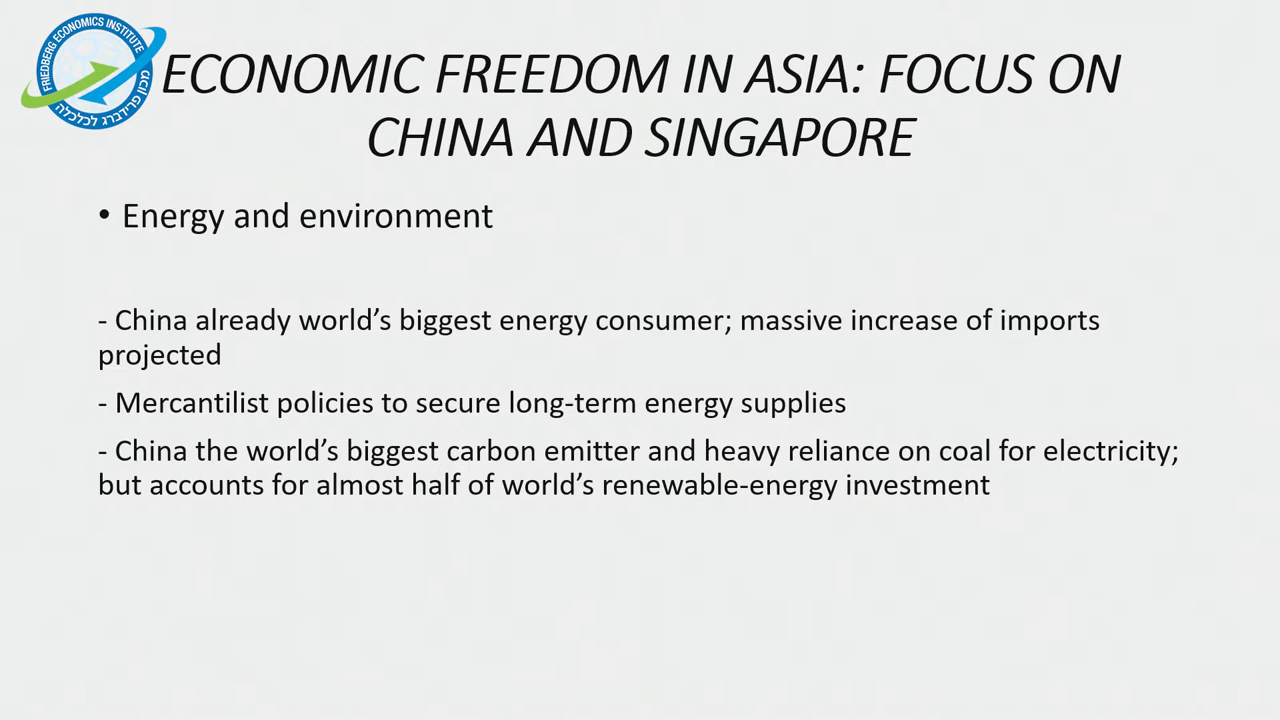 FRIEDBERG ECONOMICS INSTITUTE
מכון פרידברג לכלכלה
ECONOMIC FREEDOM IN ASIA: FOCUS ON
CHINA AND SINGAPORE
• Energy and environment
- China already world’s biggest energy consumer; massive increase of imports
projected
- Mercantilist policies to secure long-term energy supplies
- China the world’s biggest carbon emitter and heavy reliance on coal for electricity;
but accounts for almost half of world’s renewable-energy investment